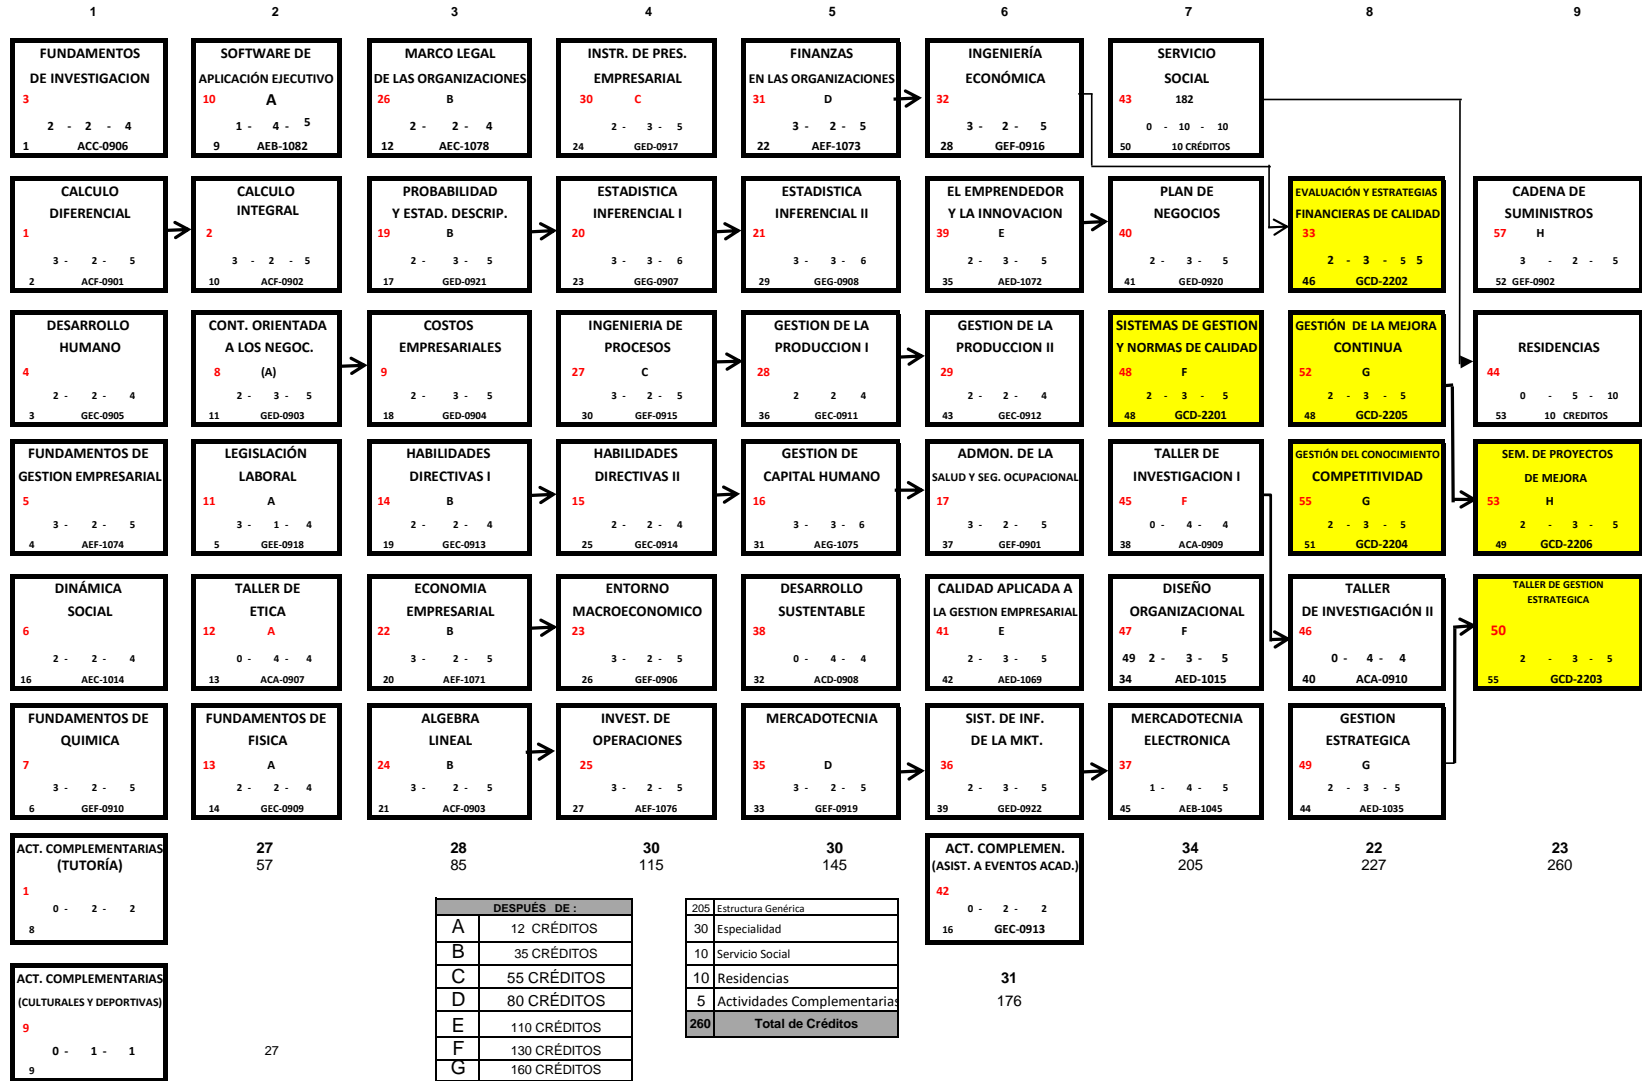 1 2 3 4 5 6 7 8 9
FUNDAMENTOS
DE INVESTIGACION
3
2 - 2 - 4
1 ACC-0906
SOFTWARE DE
APLICACIÓN EJECUTIVO
10 A
1 - 4 - 5
9 AEB-1082
MARCO LEGAL
DE LAS ORGANIZACIONES
26 B
2 - 2 - 4
12 AEC-1078
INSTR. DE PRES.
EMPRESARIAL
30 C
2 - 3 - 5
24 GED-0917
FINANZAS
EN LAS ORGANIZACIONES
31 D
3 - 2 - 5
22 AEF-1073
INGENIERÍA
ECONÓMICA
32
3 - 2 - 5
28 GEF-0916
SERVICIO
SOCIAL
43 182
0 - 10 - 10
50 10 CRÉDITOS
CALCULO
DIFERENCIAL
1
3 - 2 - 5
2 ACF-0901
CALCULO
INTEGRAL
2
3 - 2 - 5
10 ACF-0902
PROBABILIDAD
Y ESTAD. DESCRIP.
19 B
2 - 3 - 5
17 GED-0921
ESTADISTICA
INFERENCIAL I
20
3 - 3 - 6
23 GEG-0907
ESTADISTICA
INFERENCIAL II
21
3 - 3 - 6
29 GEG-0908
EL EMPRENDEDOR
Y LA INNOVACION
39 E
2 - 3 - 5
35 AED-1072
PLAN DE
NEGOCIOS
40
2 - 3 - 5
41 GED-0920
EVALUACIÓN Y ESTRATEGIAS
FINANCIERAS DE CALIDAD
33
2 - 3 - 5 5
46 GCD-2202
CADENA DE
SUMINISTROS
57 H
3 - 2 - 5
52 GEF-0902
DESARROLLO
HUMANO
4
2 - 2 - 4
3 GEC-0905
CONT. ORIENTADA
A LOS NEGOC.
8 (A)
2 - 3 - 5
11 GED-0903
COSTOS
EMPRESARIALES
9
2 - 3 - 5
18 GED-0904
INGENIERIA DE
PROCESOS
27 C
3 - 2 - 5
30 GEF-0915
GESTION DE LA
PRODUCCION I
28
2 2 4
36 GEC-0911
GESTION DE LA
PRODUCCION II
29
2 - 2 - 4
43 GEC-0912
SISTEMAS DE GESTION
Y NORMAS DE CALIDAD
48 F
2 - 3 - 5
48 GCD-2201
GESTIÓN DE LA MEJORA
CONTINUA
52 G
2 - 3 - 5
48 GCD-2205
RESIDENCIAS
44
0 - 5 - 10
53 10 CREDITOS
FUNDAMENTOS DE
GESTION EMPRESARIAL
5
3 - 2 - 5
4 AEF-1074
LEGISLACIÓN
LABORAL
11 A
3 - 1 - 4
5 GEE-0918
HABILIDADES
DIRECTIVAS I
14 B
2 - 2 - 4
19 GEC-0913
HABILIDADES
DIRECTIVAS II
15
2 - 2 - 4
25 GEC-0914
GESTION DE
CAPITAL HUMANO
16
3 - 3 - 6
31 AEG-1075
ADMON. DE LA
SALUD Y SEG. OCUPACIONAL
17
3 - 2 - 5
37 GEF-0901
TALLER DE
INVESTIGACION I
45 F
0 - 4 - 4
38 ACA-0909
GESTIÓN DEL CONOCIMIENTO
COMPETITIVIDAD
55 G
2 - 3 - 5
51 GCD-2204
SEM. DE PROYECTOS
DE MEJORA
53 H
2 - 3 - 5
49 GCD-2206
DINÁMICA
SOCIAL
6
2 - 2 - 4
16 AEC-1014
TALLER DE
ETICA
12 A
0 - 4 - 4
13 ACA-0907
ECONOMIA
EMPRESARIAL
22 B
3 - 2 - 5
20 AEF-1071
ENTORNO
MACROECONOMICO
23
3 - 2 - 5
26 GEF-0906
DESARROLLO
SUSTENTABLE
38
0 - 4 - 4
32 ACD-0908
CALIDAD APLICADA A
LA GESTION EMPRESARIAL
41 E
2 - 3 - 5
42 AED-1069
DISEÑO
ORGANIZACIONAL
47 F
49 2 - 3 - 5
34 AED-1015
TALLER
DE INVESTIGACIÓN II
46
0 - 4 - 4
40 ACA-0910
TALLER DE GESTION
ESTRATEGICA
50
2 - 3 - 5
55 GCD-2203
FUNDAMENTOS DE
QUIMICA
7
3 - 2 - 5
6 GEF-0910
FUNDAMENTOS DE
FISICA
13 A
2 - 2 - 4
14 GEC-0909
ALGEBRA
LINEAL
24 B
3 - 2 - 5
21 ACF-0903
INVEST. DE
OPERACIONES
25
3 - 2 - 5
27 AEF-1076
MERCADOTECNIA
35 D
3 - 2 - 5
33 GEF-0919
SIST. DE INF.
DE LA MKT.
36
2 - 3 - 5
39 GED-0922
MERCADOTECNIA
ELECTRONICA
37
1 - 4 - 5
45 AEB-1045
GESTION
ESTRATEGICA
49 G
2 - 3 - 5
44 AED-1035
ACT. COMPLEMENTARIAS
(TUTORÍA)
1
0 - 2 - 2
8
27
57
28
85
30
115
30
145
ACT. COMPLEMEN.
(ASIST. A EVENTOS ACAD.)
42
0 - 2 - 2
16 GEC-0913
34
205
22
227
23
260
ACT. COMPLEMENTARIAS
(CULTURALES Y DEPORTIVAS)
9
0 - 1 - 1
9
27
DESPUÉS DE :
A 12 CRÉDITOS
B 35 CRÉDITOS
C 55 CRÉDITOS
D 80 CRÉDITOS
E 110 CRÉDITOS
F 130 CRÉDITOS
G 160 CRÉDITOS
205 Estructura Genérica
30 Especialidad
10 Servicio Social
10 Residencias
5 Actividades Complementarias
260 Total de Créditos
31
176